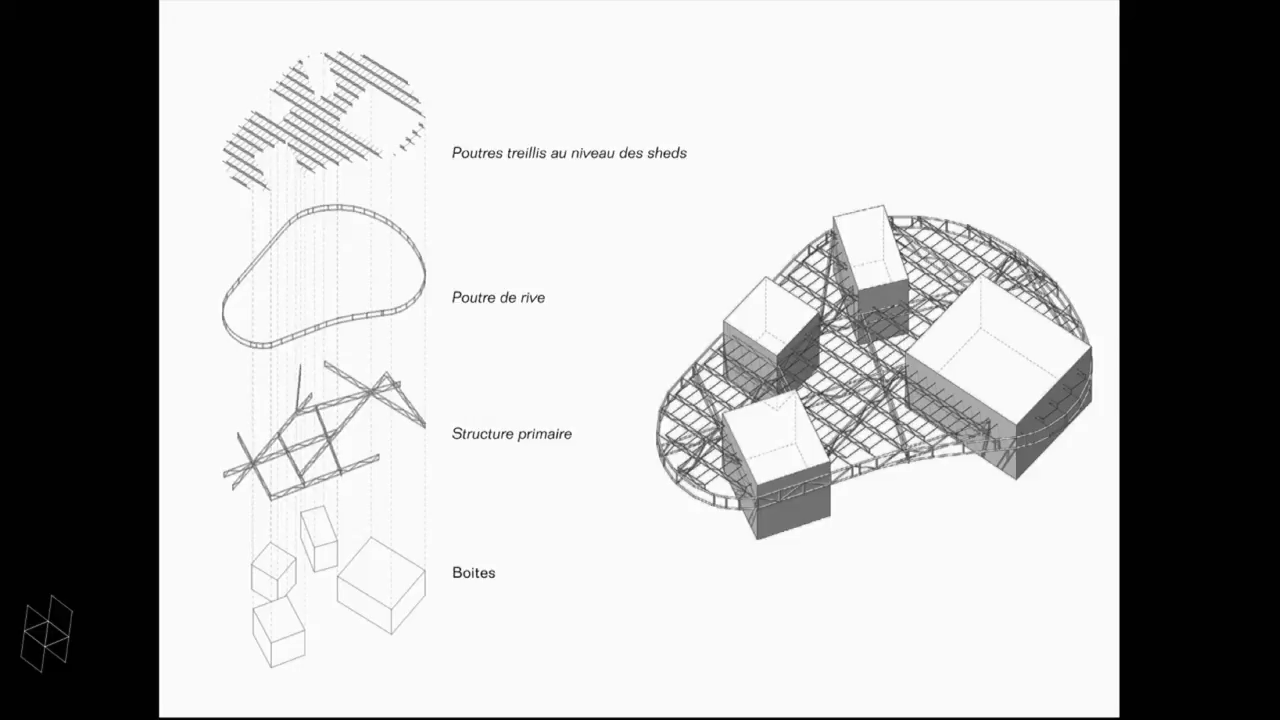 Poutres treillis au niveau des sheds
Poutre de rive
Structure primaire
Boites